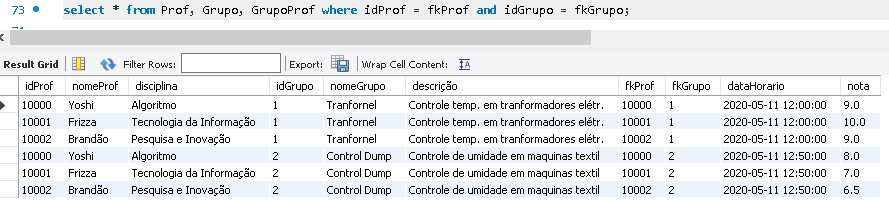 73 select * from Prof, Grupo, GrupoProf where idProf = fkProf and idGrupo = fkGrupo;
Result Grid Filter Rows: Export: Wrap Cell Content:
idProf nomeProf disciplina idGrupo nomeGrupo descrição fkProf fkGrupo dataHorario nota
10000 Yoshi Algoritmo 1 Tranfornel Controle temp. em tranformadores elétr. 10000 1 2020-05-11 12:00:00 9.0
10001 Frizza Tecnologia da Informação 1 Tranfornel Controle temp. em tranformadores elétr. 10001 1 2020-05-11 12:00:00 10.0
10002 Brandão Pesquisa e Inovação 1 Tranfornel Controle temp. em tranformadores elétr. 10002 1 2020-05-11 12:00:00 9.0
10000 Yoshi Algoritmo 2 Control Dump Controle de umidade em maquinas textil 10000 2 2020-05-11 12:50:00 8.0
10001 Frizza Tecnologia da Informação 2 Control Dump Controle de umidade em maquinas textil 10001 2 2020-05-11 12:50:00 7.0
10002 Brandão Pesquisa e Inovação 2 Control Dump Controle de umidade em maquinas textil 10002 2 2020-05-11 12:50:00 6.5